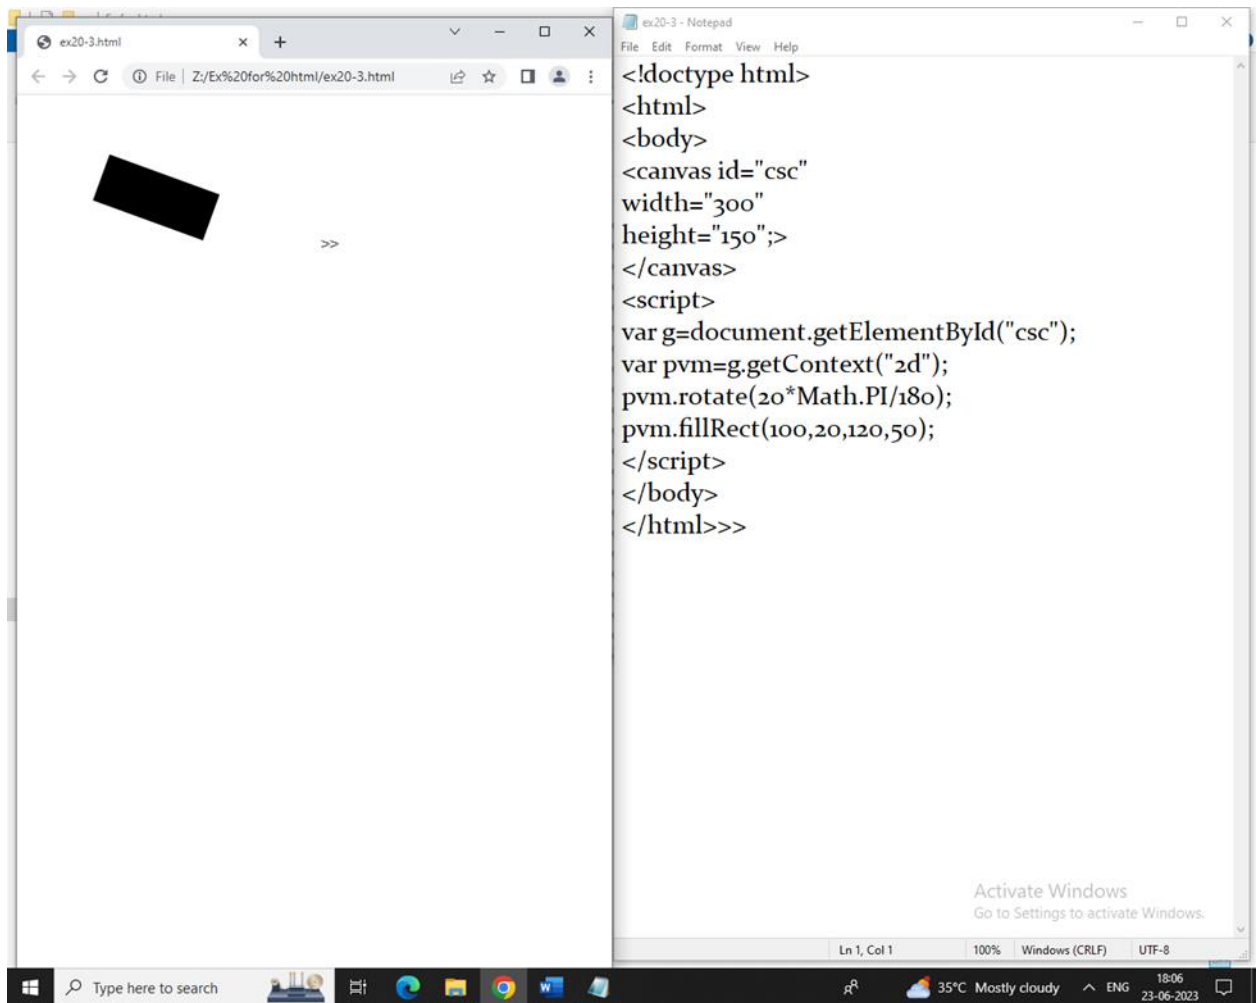 ex20-3.html
File Z:/Ex%20for%20html/ex20-3.html
>>
ex20-3 - Notepad
File Edit Format View Help
<!doctype html>
<html>
<body>
<canvas id="csc"
width="300"
height="150";>
</canvas>
<script>
var g=document.getElementById("csc");
var pvm=g.getContext("2d");
pvm.rotate(20*Math.PI/180);
pvm.fillRect(100,20,120,50);
</script>
</body>
</html>>>
Activate Windows
Go to Settings to activate Windows.
Ln 1, Col 1 100% Windows (CRLF) UTF-8
Type here to search
35°C Mostly cloudy ENG
18:06
23-06-2023